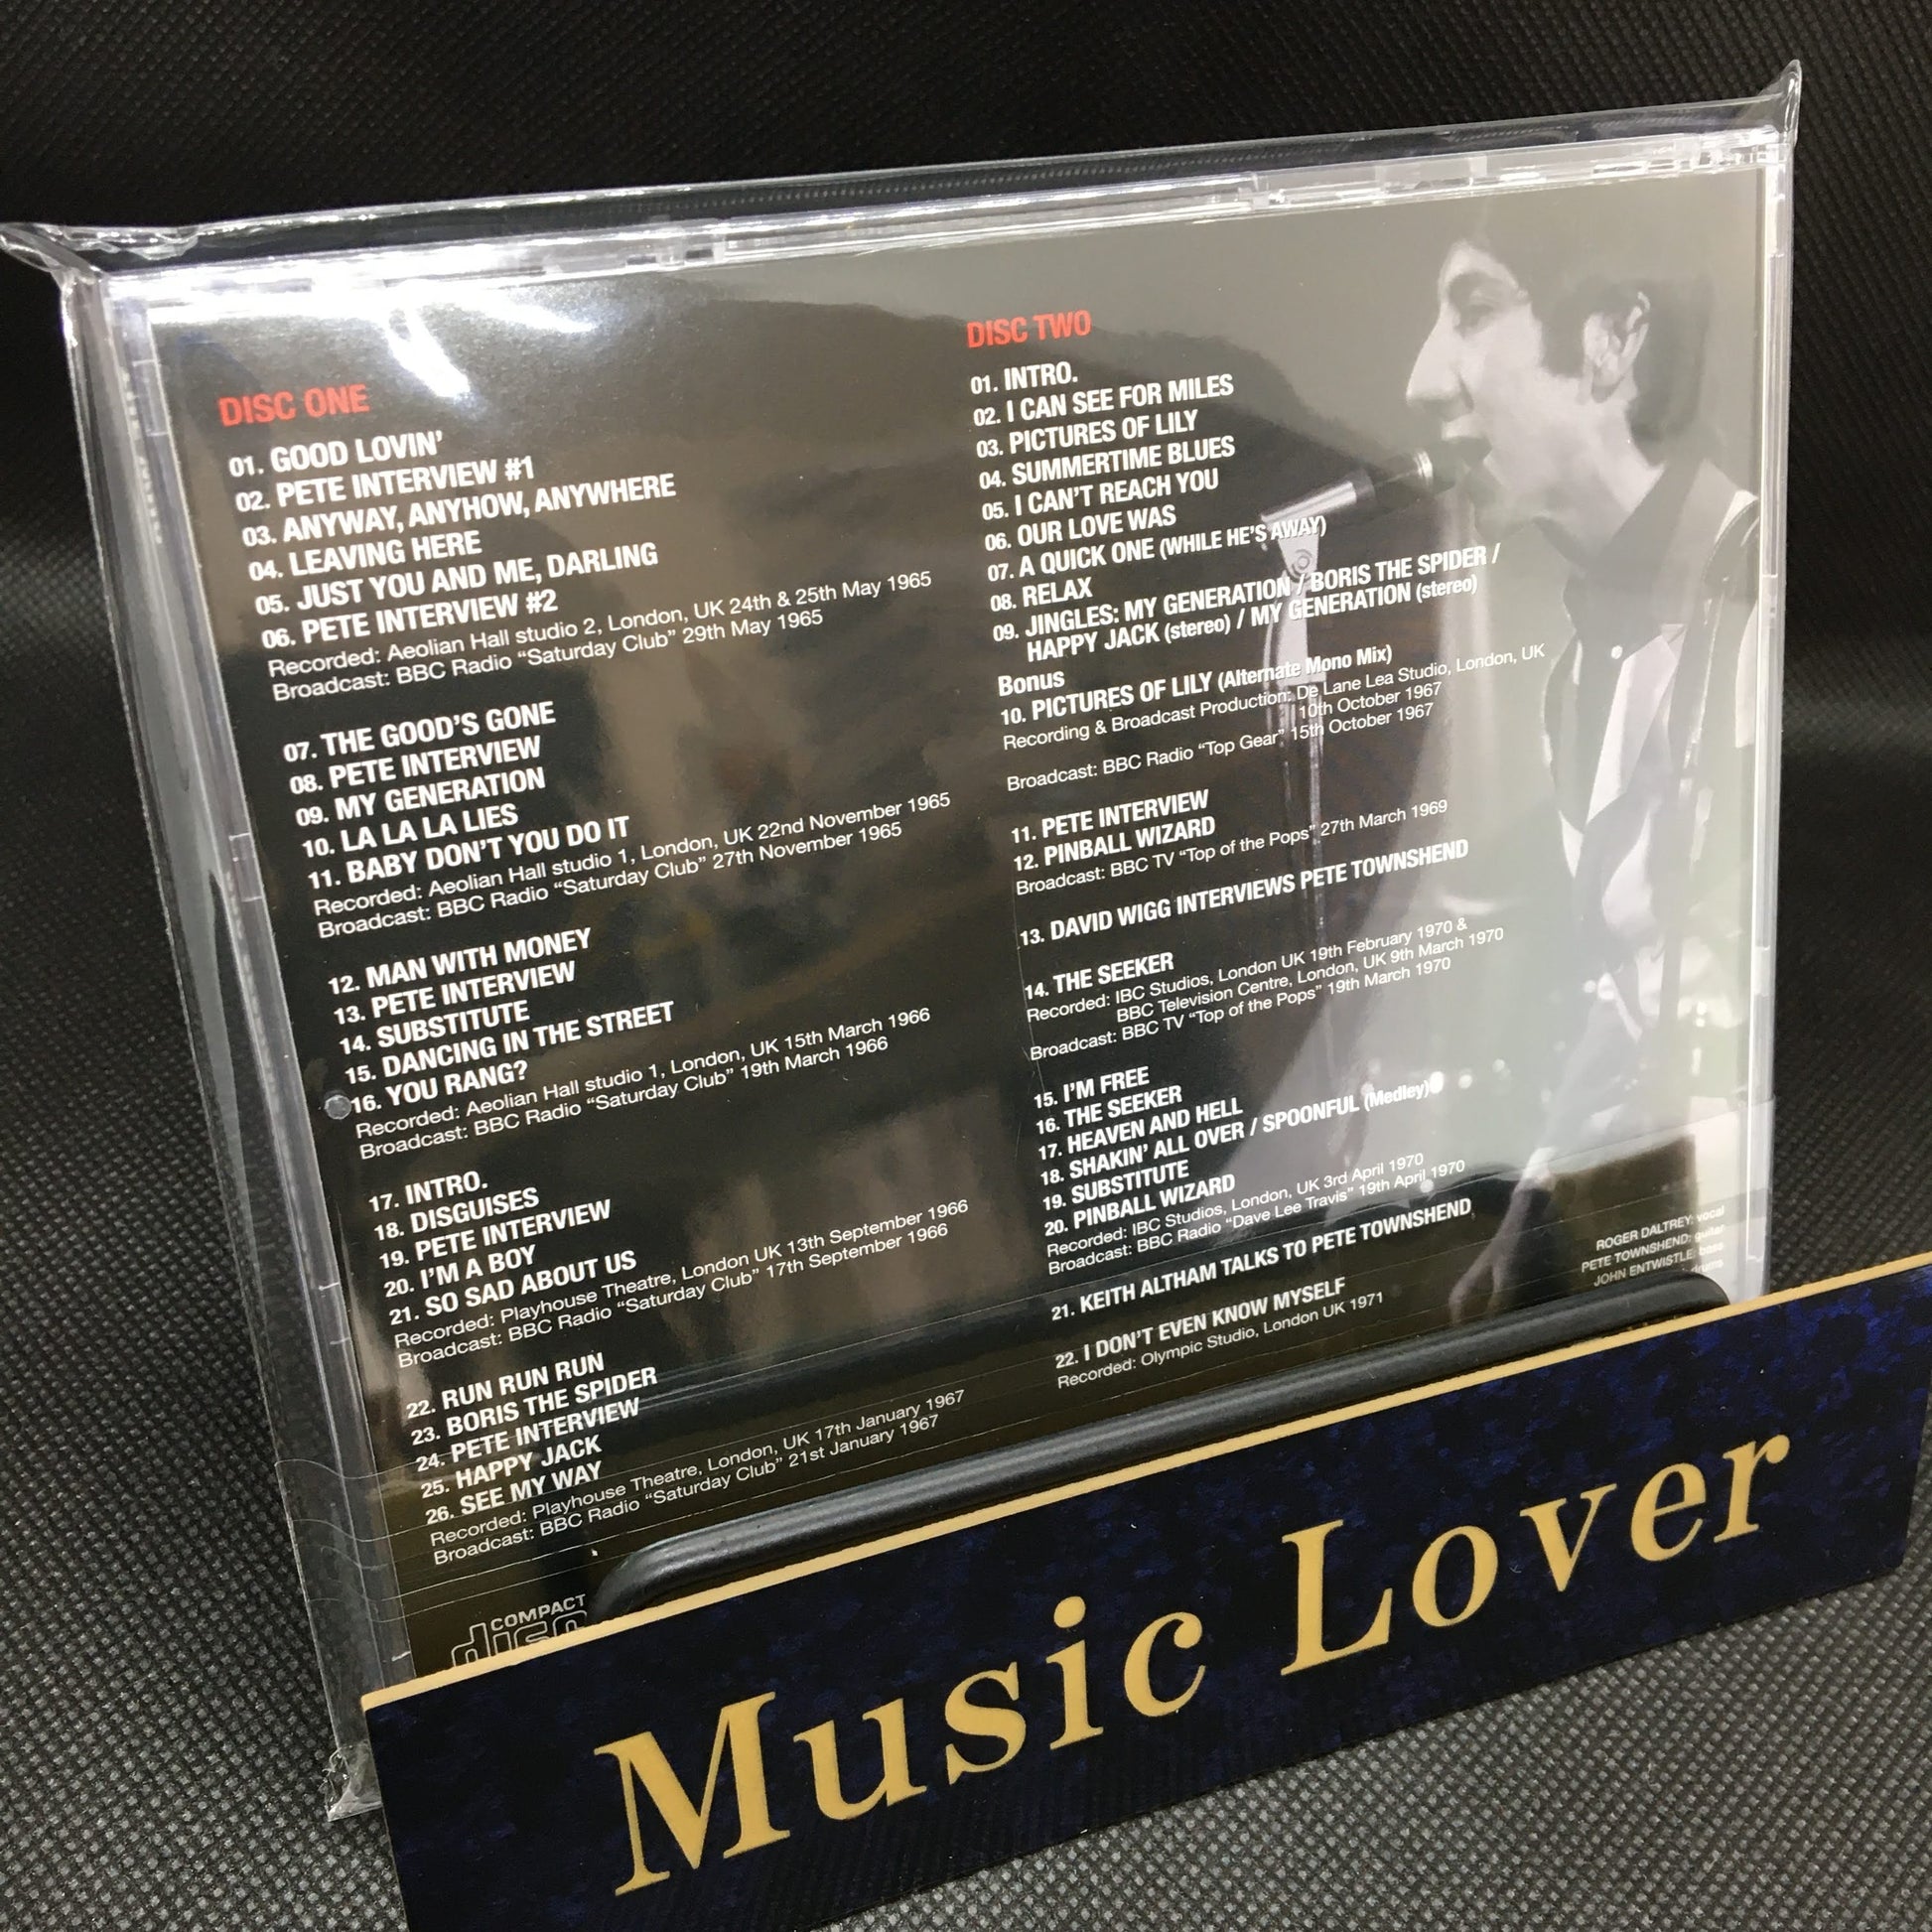 DISC ONE
01. GOOD LOVIN'
02. PETE INTERVIEW #1
03. ANYWAY, ANYHOW, ANYWHERE
04. LEAVING HERE
05. JUST YOU AND ME, DARLING
06. PETE INTERVIEW #2
Recorded: Aeolian Hall studio 2, London, UK 24th & 25th May 1965
Broadcast: BBC Radio “Saturday Club” 29th May 1965
07. THE GOOD'S GONE
08. PETE INTERVIEW
09. MY GENERATION
10. LA LA LA LIES
11. BABY DON'T YOU DO IT
Recorded: Aeolian Hall studio 1, London, UK 22nd November 1965
Broadcast: BBC Radio “Saturday Club” 27th November 1965
12. MAN WITH MONEY
13. PETE INTERVIEW
14. SUBSTITUTE
15. DANCING IN THE STREET
16. YOU RANG?
Recorded: Aeolian Hall studio 1, London, UK 15th March 1966
Broadcast: BBC Radio “Saturday Club” 19th March 1966
17. INTRO.
18. DISGUISES
19. PETE INTERVIEW
20. I'M A BOY
21. SO SAD ABOUT US
Recorded: Playhouse Theatre, London UK 13th September 1966
Broadcast: BBC Radio “Saturday Club” 17th September 1966
22. RUN RUN RUN
23. BORIS THE SPIDER
24. PETE INTERVIEW
25. HAPPY JACK
26. SEE MY WAY
Recorded: Playhouse Theatre, London, UK 17th January 1967
Broadcast: BBC Radio “Saturday Club” 21st January 1967
COMPACT
disc
DISC TWO
01. INTRO.
02. I CAN SEE FOR MILES
03. PICTURES OF LILY
04. SUMMERTIME BLUES
05. I CAN'T REACH YOU
06. OUR LOVE WAS
07. A QUICK ONE (WHILE HE'S AWAY)
08. RELAX
09. JINGLES: MY GENERATION / BORIS THE SPIDER /
HAPPY JACK (stereo) / MY GENERATION (stereo)
Bonus
10. PICTURES OF LILY (Alternate Mono Mix)
Recording & Broadcast Production: De Lane Lea Studio, London, UK
10th October 1967
Broadcast: BBC Radio “Top Gear” 15th October 1967
11. PETE INTERVIEW
12. PINBALL WIZARD
Broadcast: BBC TV “Top of the Pops” 27th March 1969
13. DAVID WIGG INTERVIEWS PETE TOWNSHEND
14. THE SEEKER
Recorded: IBC Studios, London UK 19th February 1970 &
BBC Television Centre, London, UK 9th March 1970
Broadcast: BBC TV “Top of the Pops” 19th March 1970
15. I'M FREE
16. THE SEEKER
17. HEAVEN AND HELL
18. SHAKIN' ALL OVER / SPOONFUL (Medley)
19. SUBSTITUTE
20. PINBALL WIZARD
Recorded: IBC Studios, London, UK 3rd April 1970
Broadcast: BBC Radio “Dave Lee Travis” 19th April 1970
21. KEITH ALTHAM TALKS TO PETE TOWNSHEND
22. I DON'T EVEN KNOW MYSELF
Recorded: Olympic Studio, London UK 1971
ROGER DALTREY: vocal
PETE TOWNSHEND: guitar
JOHN ENTWISTLE: bass
drums
Music Lover